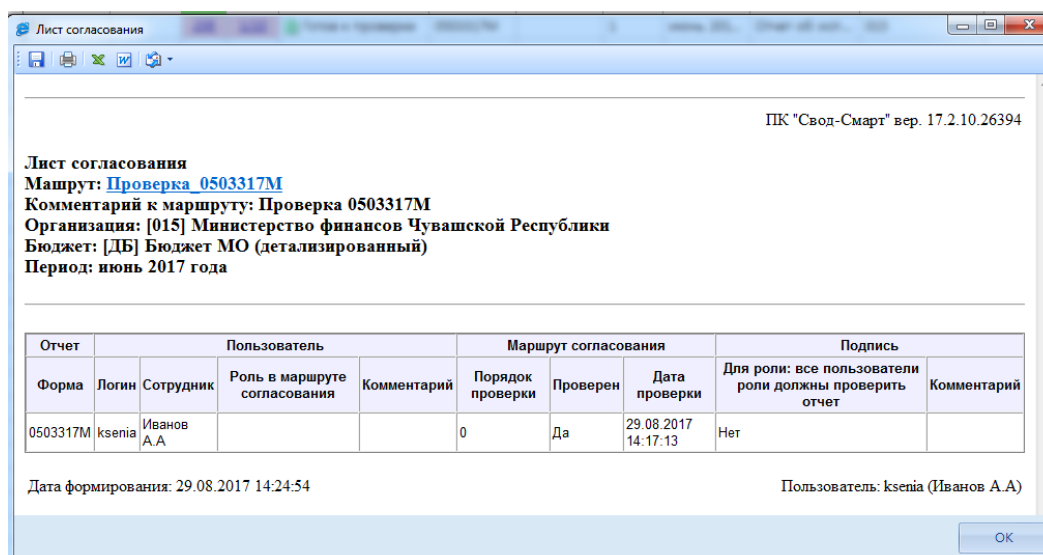 Лист согласования
ПК "Свод-Смарт" вер. 17.2.10.26394
Лист согласования
Машрут: Проверка_0503317М
Комментарий к маршруту: Проверка 0503317М
Организация: [015] Министерство финансов Чувашской Республики
Бюджет: [ДБ] Бюджет МО (детализированный)
Период: июнь 2017 года
Отчет Пользователь Маршрут согласования Подпись
Форма Логин Сотрудник Роль в маршруте согласования Комментарий Порядок проверки Проверен Дата проверки Для роли: все пользователи роли должны проверить отчет Комментарий
0503317М ksenia Иванов А.А 0 Да 29.08.2017 14:17:13 Нет
Дата формирования: 29.08.2017 14:24:54 Пользователь: ksenia (Иванов А.А)
ОК